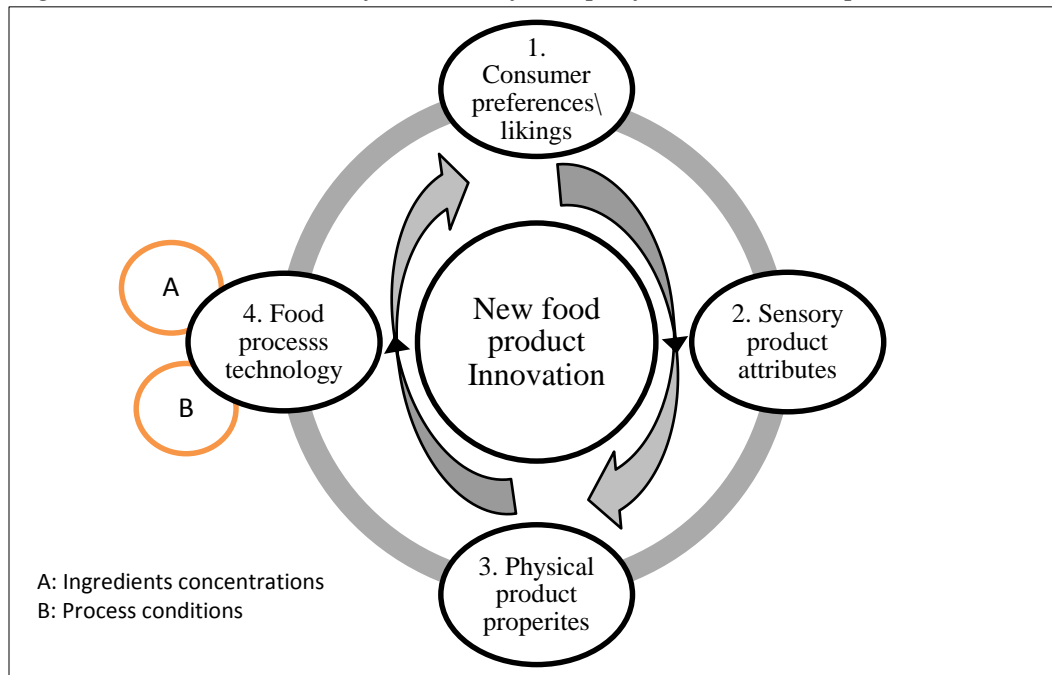 1.
Consumer
preferences\
likings
A
4. Food
processs
technology
New food
product
Innovation
2. Sensory
product
attributes
B
3. Physical
product
properites
A: Ingredients concentrations
B: Process conditions